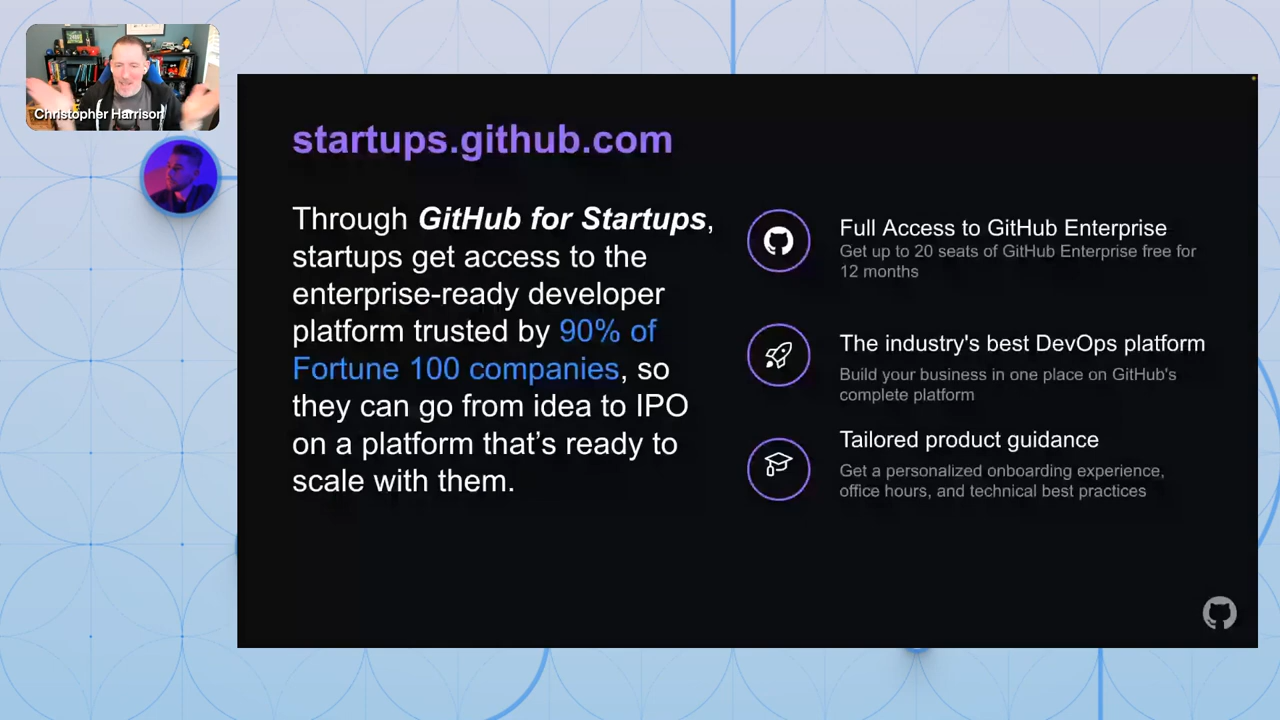 Christopher Harrison
startups.github.com
Through GitHub for Startups,
startups get access to the
enterprise-ready developer
platform trusted by 90% of
Fortune 100 companies, so
they can go from idea to IPO
on a platform that’s ready to
scale with them.
Full Access to GitHub Enterprise
Get up to 20 seats of GitHub Enterprise free for
12 months
The industry's best DevOps platform
Build your business in one place on GitHub's
complete platform
Tailored product guidance
Get a personalized onboarding experience,
office hours, and technical best practices